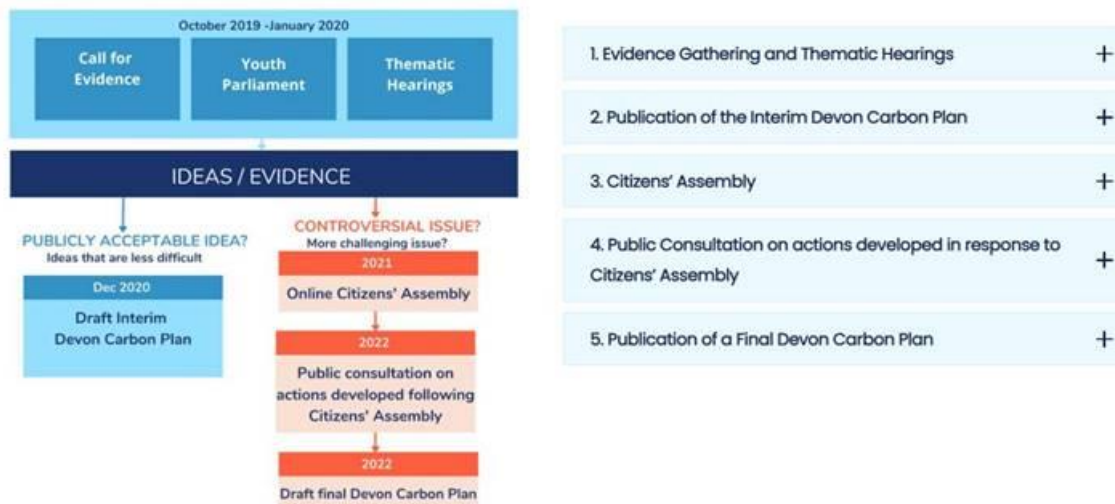 October 2019 -January 2020
Call for
Evidence
Youth
Parliament
Thematic
Hearings
IDEAS / EVIDENCE
PUBLICLY ACCEPTABLE IDEA?
Ideas that are less difficult
Dec 2020
Draft Interim
Devon Carbon Plan
CONTROVERSIAL ISSUE?
More challenging issue?
2021
Online Citizens' Assembly
2022
Public consultation on
actions developed following
Citizens' Assembly
2022
Draft final Devon Carbon Plan
1. Evidence Gathering and Thematic Hearings +
2. Publication of the Interim Devon Carbon Plan +
3. Citizens' Assembly +
4. Public Consultation on actions developed in response to
Citizens' Assembly +
5. Publication of a Final Devon Carbon Plan +